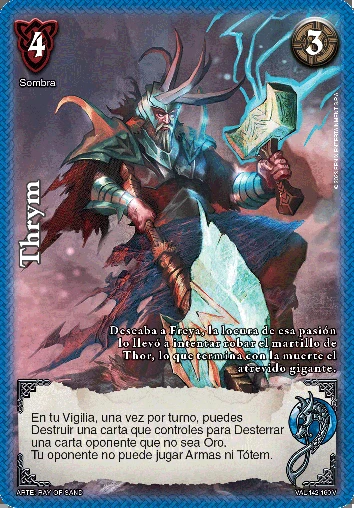 4
3
Sombra
Thrym
Deseaba a Freya, la locura de esa pasión
lo llevó a intentar robar el martillo de
Thor, lo que termina con la muerte el
atrevido gigante.
En tu Vigilia, una vez por turno, puedes
Destruir una carta que controles para Desterrar
una carta oponente que no sea Oro.
Tu oponente no puede jugar Armas ni Tótem.
ARTE: RAY OF SAND